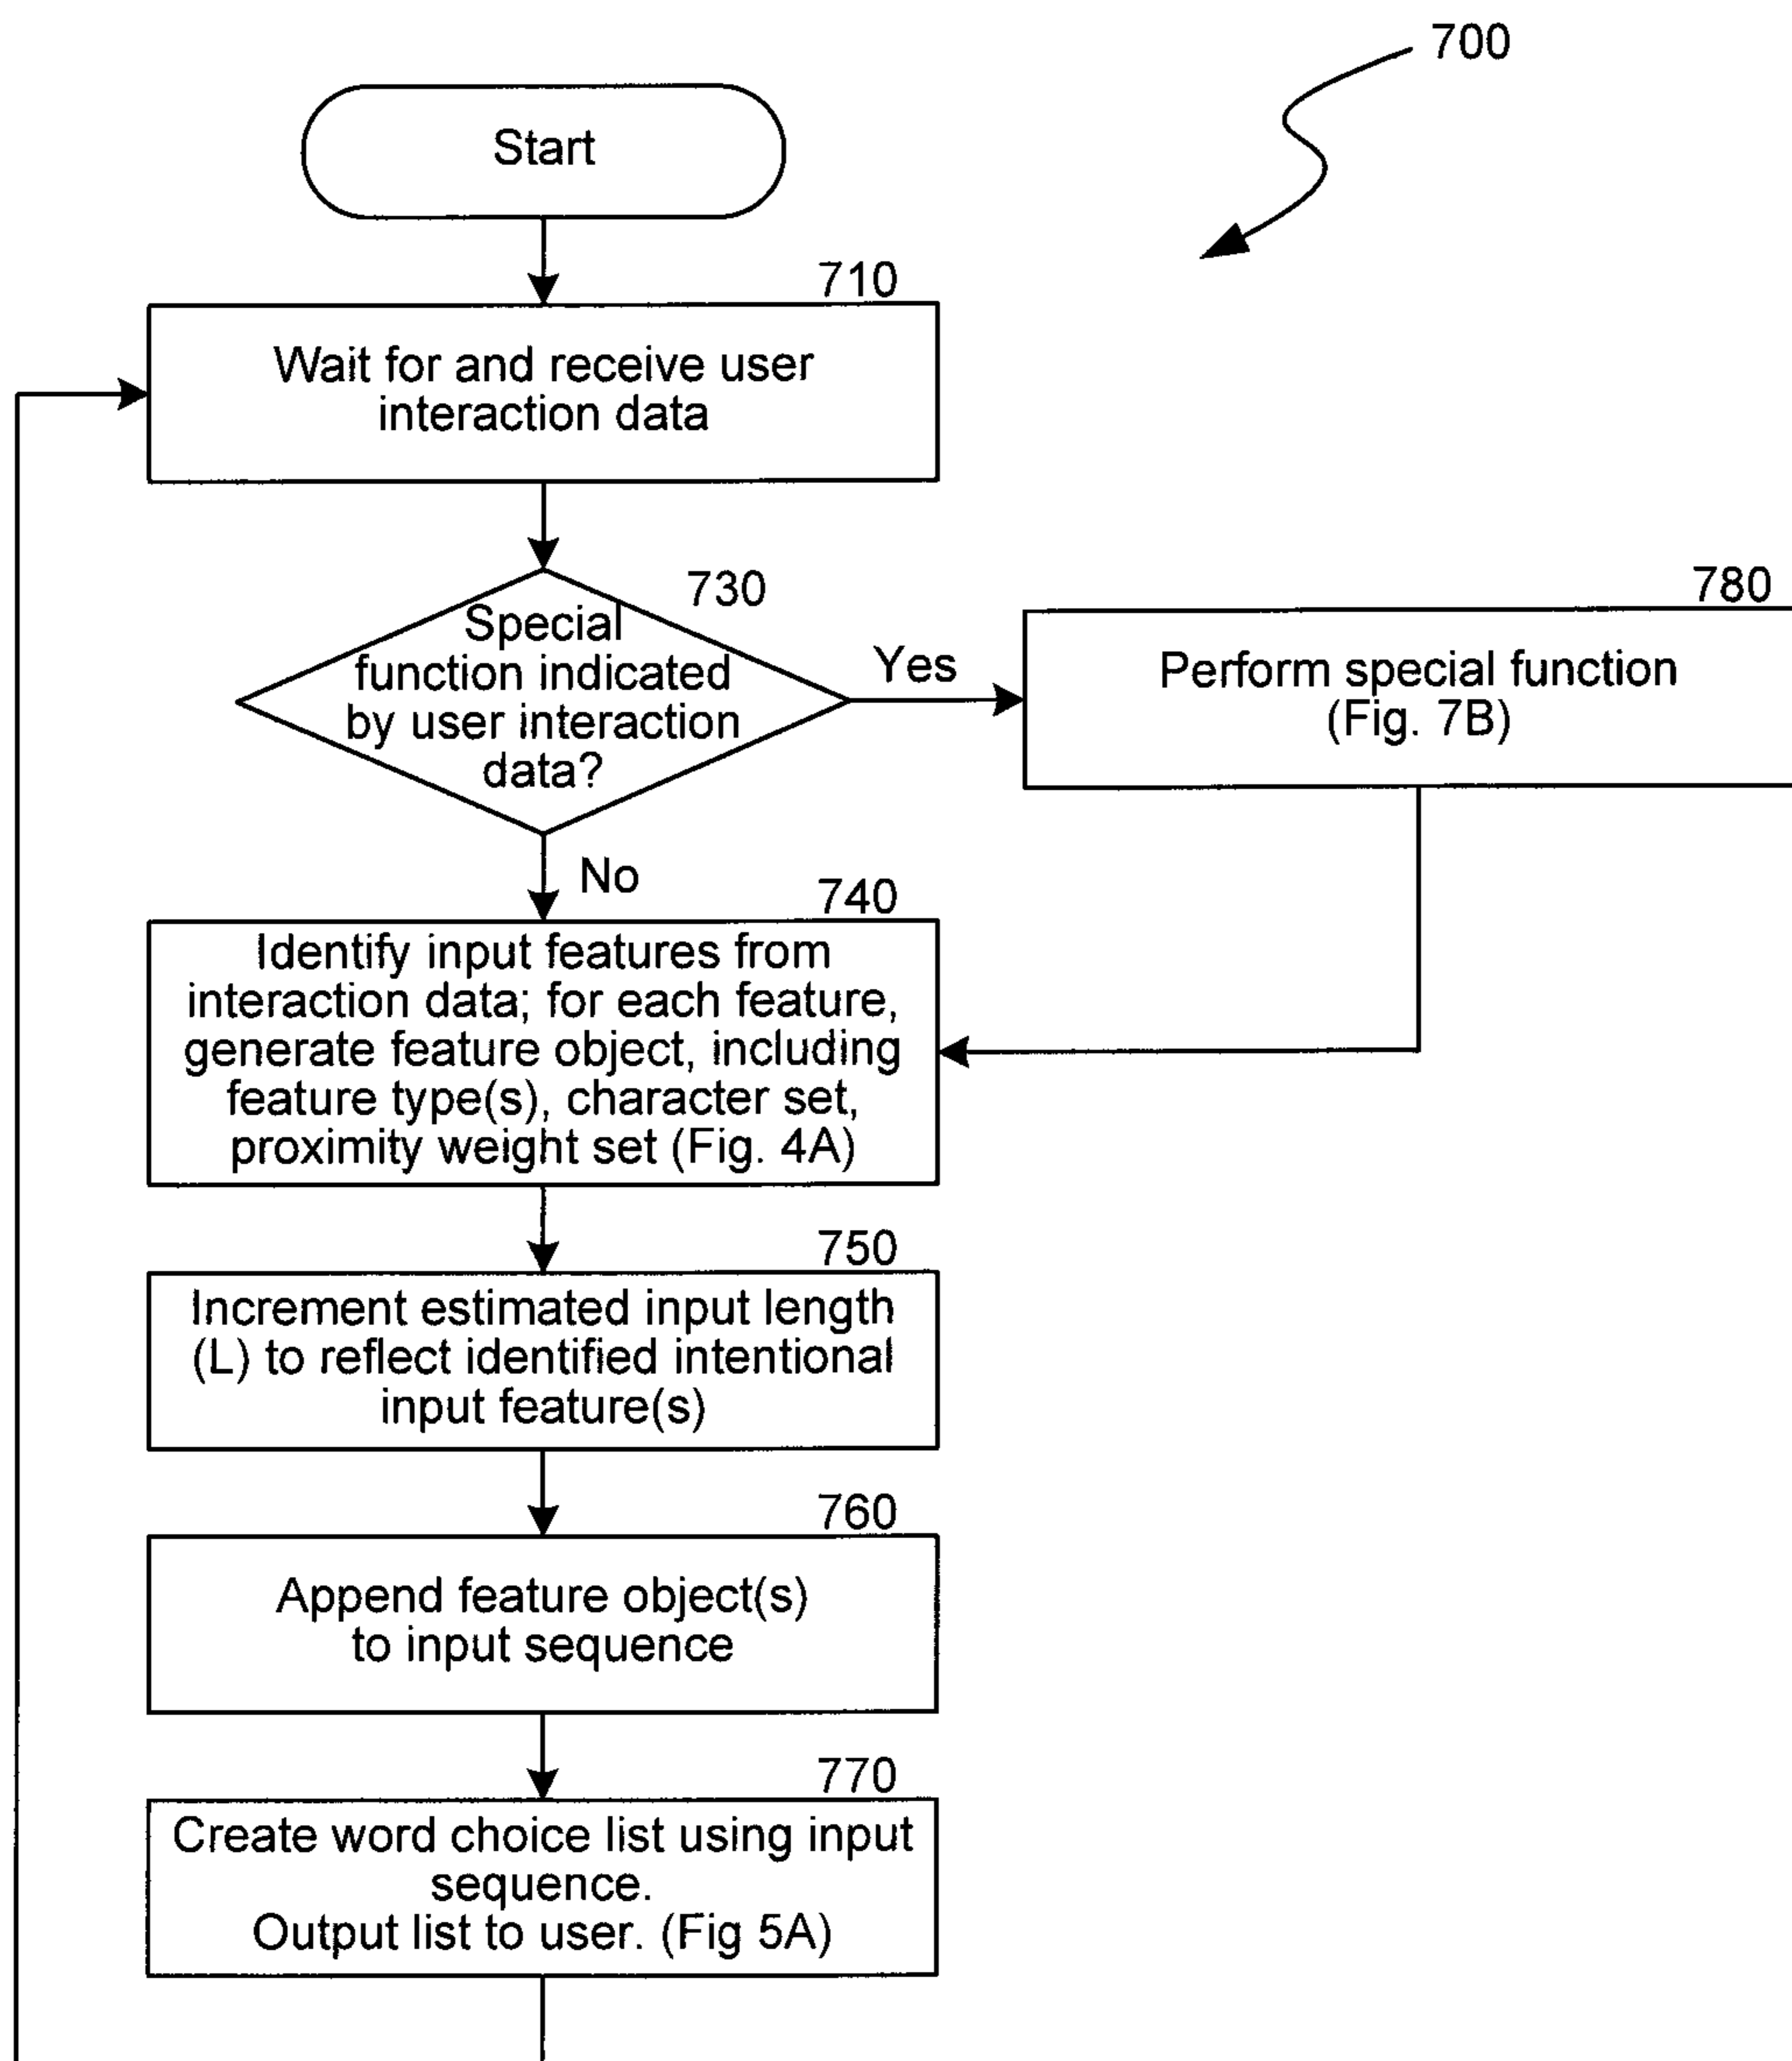 700
Start
710
Wait for and receive user
interaction data
730
Special
function indicated
by user interaction
data?
Yes
780
Perform special function
(Fig. 7B)
No
740
Identify input features from
interaction data; for each feature,
generate feature object, including
feature type(s), character set,
proximity weight set (Fig. 4A)
750
Increment estimated input length
(L) to reflect identified intentional
input feature(s)
760
Append feature object(s)
to input sequence
770
Create word choice list using input
sequence.
Output list to user. (Fig 5A)